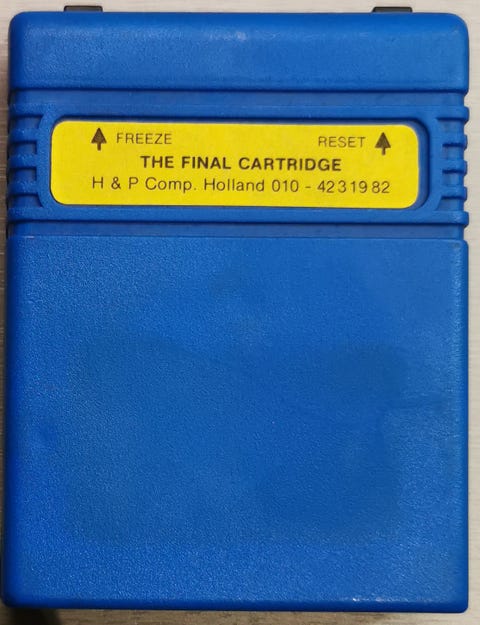 FREEZE RESET
THE FINAL CARTRIDGE
H & P Comp. Holland 010 - 4231982